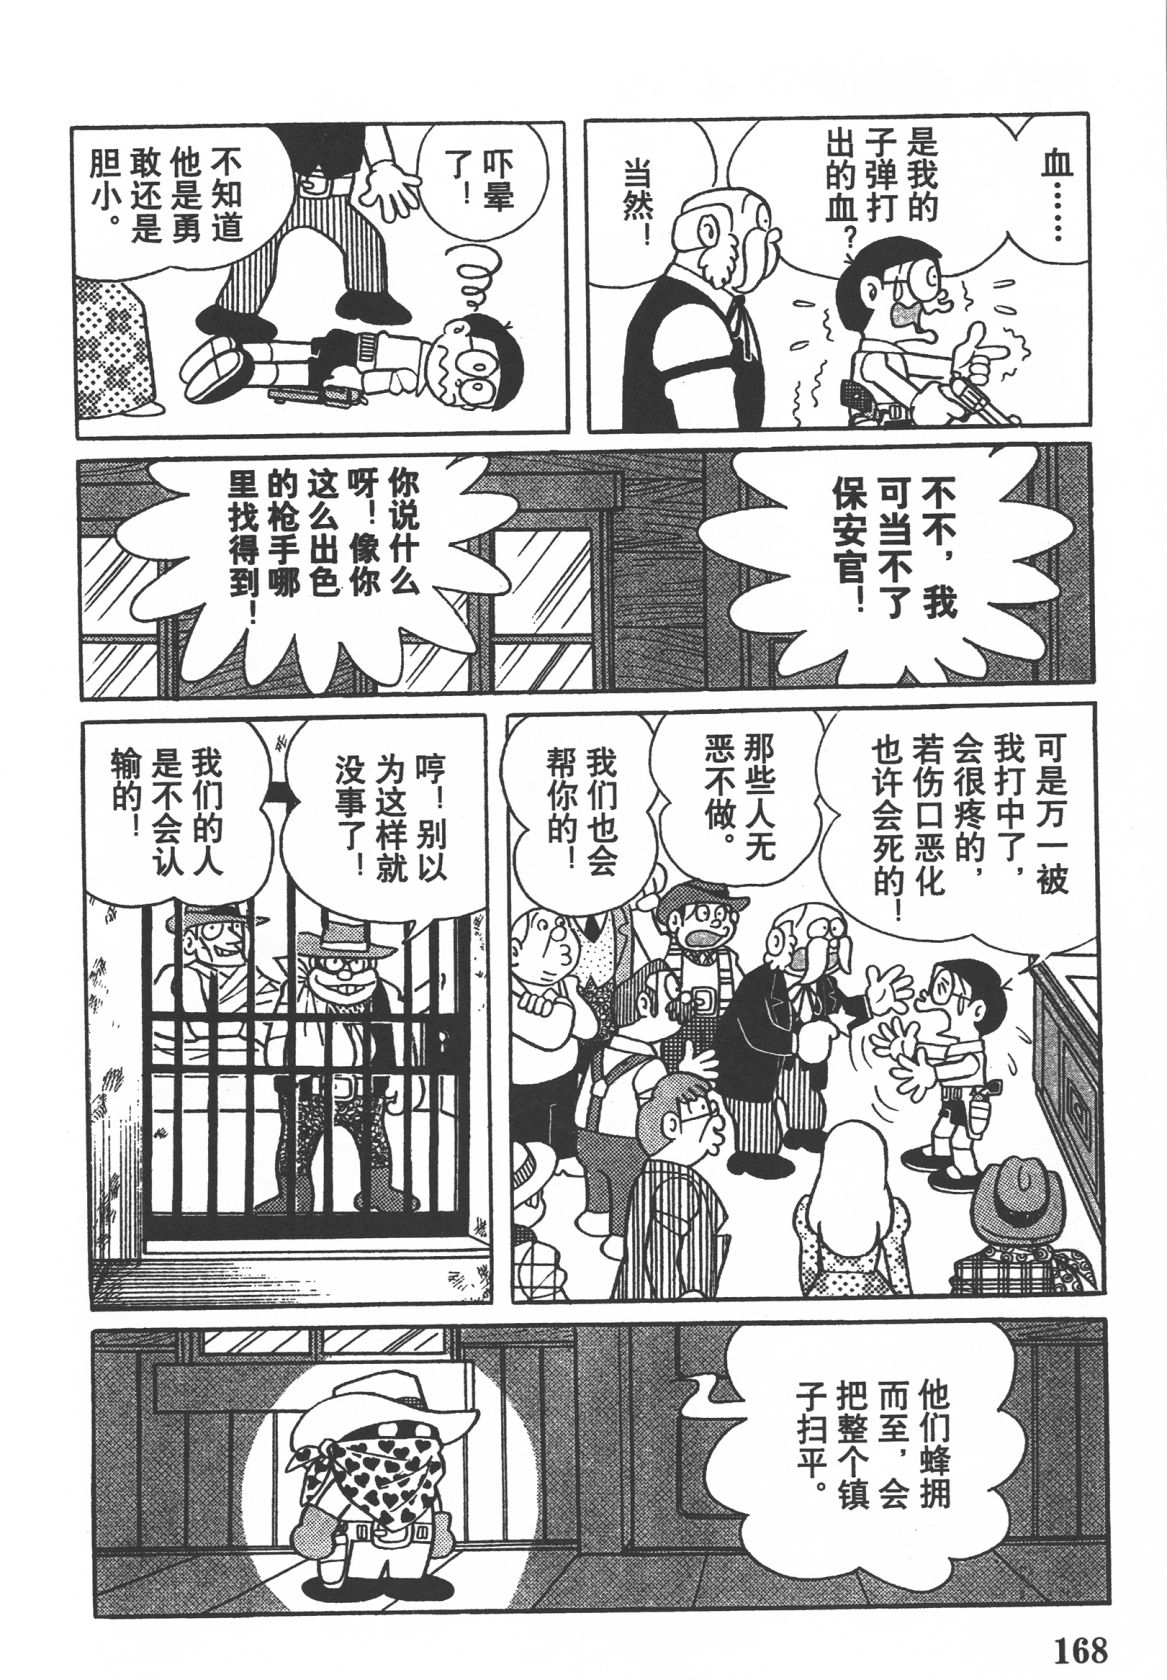 血……
是我的
子弹打
出的血？
当然！
吓晕
了！
不知道
他是勇
敢还是
胆小。
不不，我
可当不了
保安官！
你说什么
呀！像你
这么出色
的枪手哪
里找得到！
可是万一被
我打中了，
会很疼的，
若伤口恶化
也许会死的！
那些人无
恶不做。
我们也会
帮你的！
哼！别以
为这样就
没事了！
我们的人
是不会认
输的！
他们蜂拥
而至，会
把整个镇
子扫平。
168